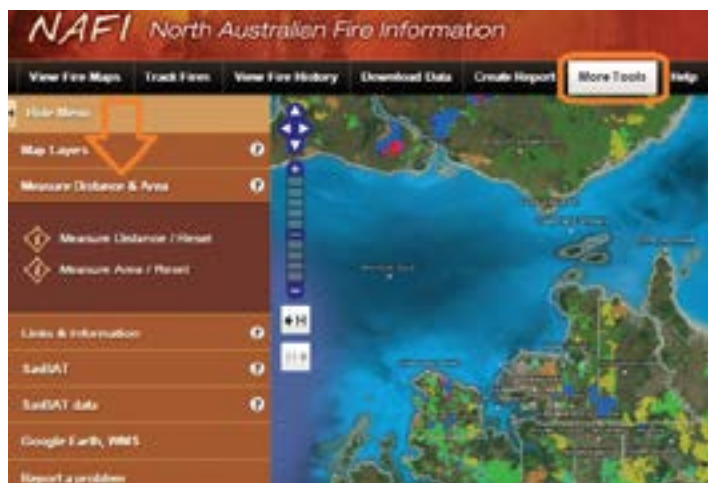 NAFI North Australian Fire Information
View Fire Maps Track Fires View Fire History Download Data Create Report More Tools Help
Hide Menu
Map Layers ?
Measure Distance & Area ?
Measure Distance / Reset
Measure Area / Reset
Links & Information ?
SavBAT ?
SavBAT data ?
Google Earth, WMS
Report a problem